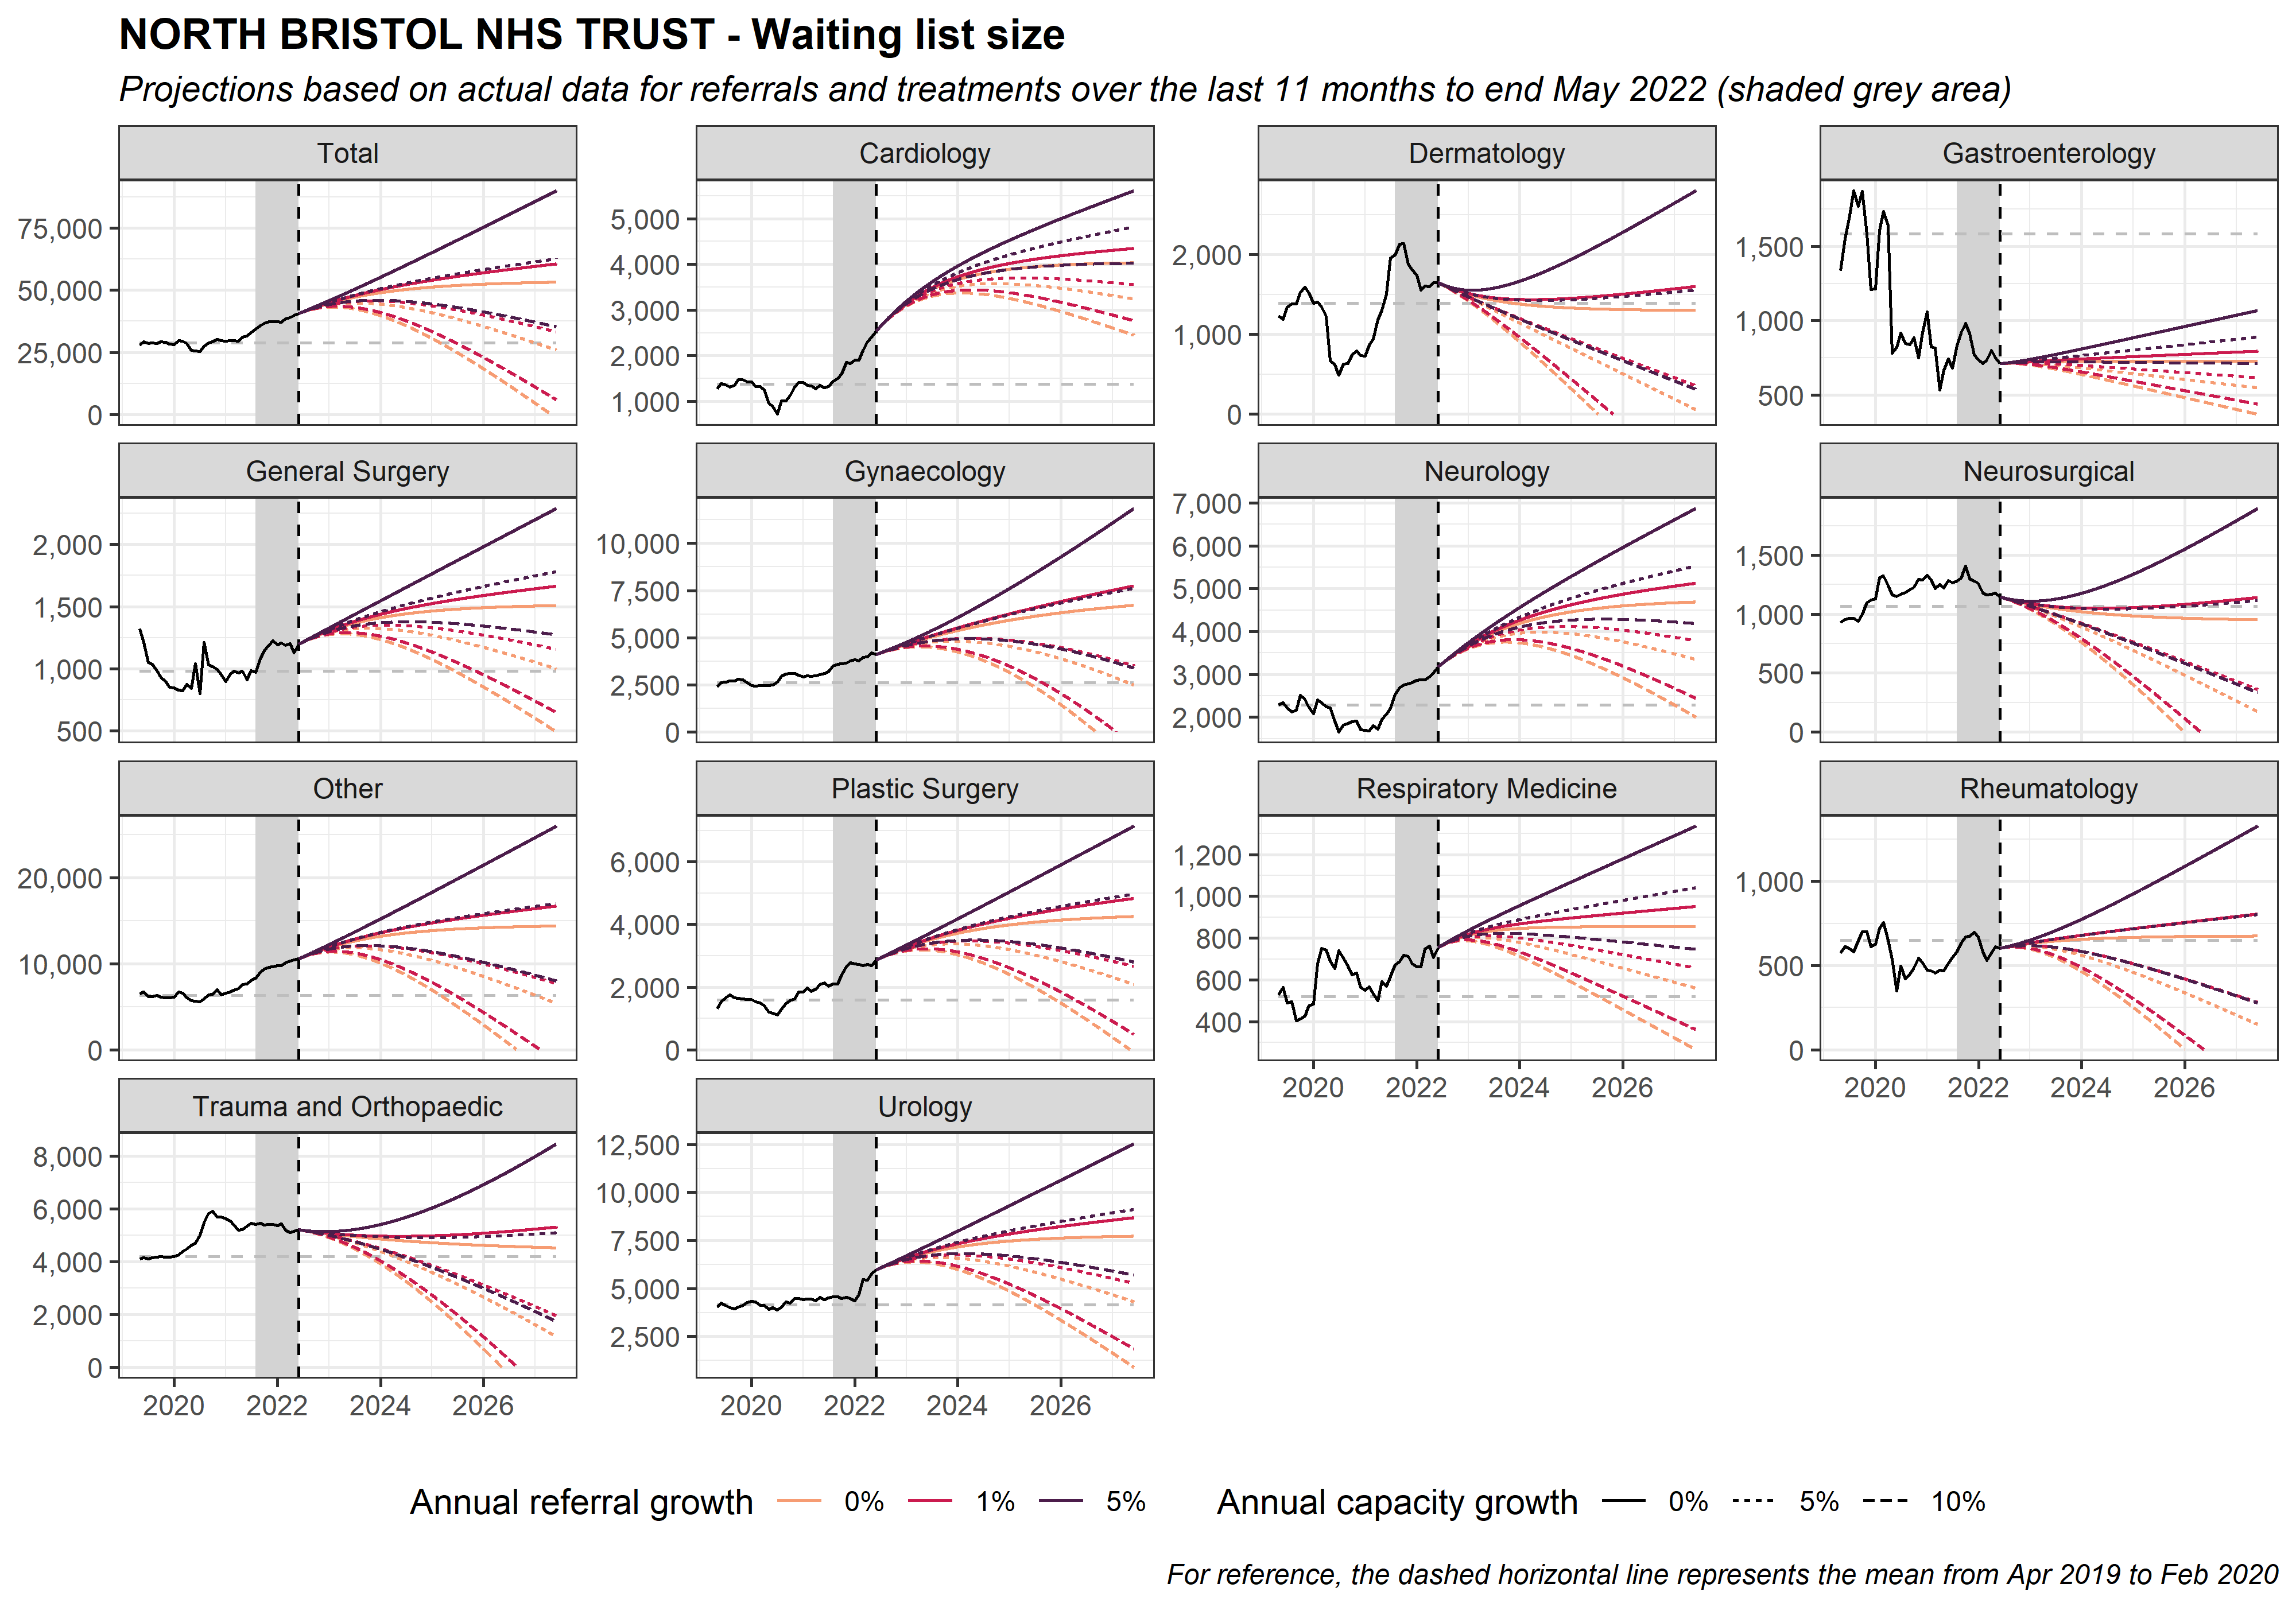 NORTH BRISTOL NHS TRUST - Waiting list size
Projections based on actual data for referrals and treatments over the last 11 months to end May 2022 (shaded grey area)
Total
Cardiology
Dermatology
Gastroenterology
75,000
50,000
25,000
0
5,000
4,000
3,000
2,000
1,000
2,000
1,000
0
1,500
1,000
500
General Surgery
Gynaecology
Neurology
Neurosurgical
2,000
1,500
1,000
500
10,000
7,500
5,000
2,500
0
7,000
6,000
5,000
4,000
3,000
2,000
1,500
1,000
500
0
Other
Plastic Surgery
Respiratory Medicine
Rheumatology
20,000
10,000
0
6,000
4,000
2,000
0
1,200
1,000
800
600
400
1,000
500
0
2020 2022 2024 2026
2020 2022 2024 2026
Trauma and Orthopaedic
Urology
8,000
6,000
4,000
2,000
0
12,500
10,000
7,500
5,000
2,500
2020 2022 2024 2026
2020 2022 2024 2026
Annual referral growth 0% 1% 5%
Annual capacity growth 0% 5% 10%
For reference, the dashed horizontal line represents the mean from Apr 2019 to Feb 2020